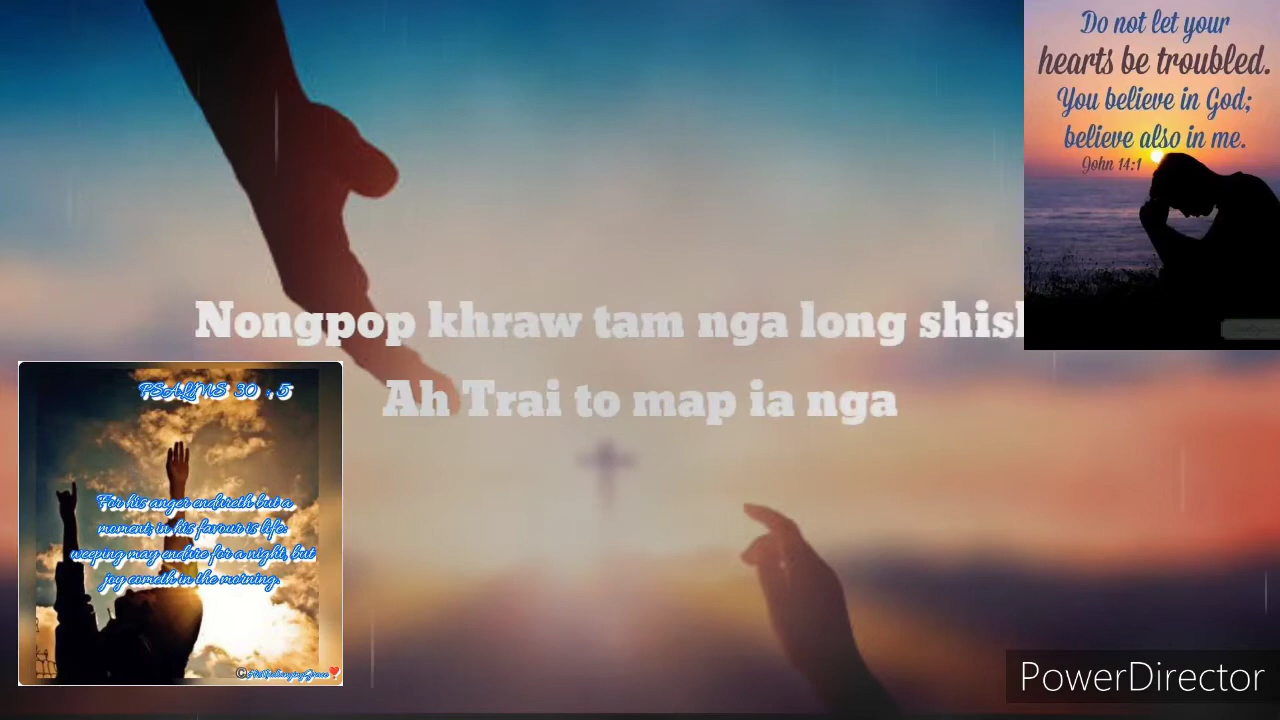 Do not let your
hearts be troubled.
You believe in God;
believe also in me.
John 14:1
Nongpop khraw tam nga long
Ah Trai to map ia nga
PSALMS 30 : 5
For his anger endureth but a
moment; in his favour is life:
weeping may endure for a night, but
joy cometh in the morning.
PowerDirector